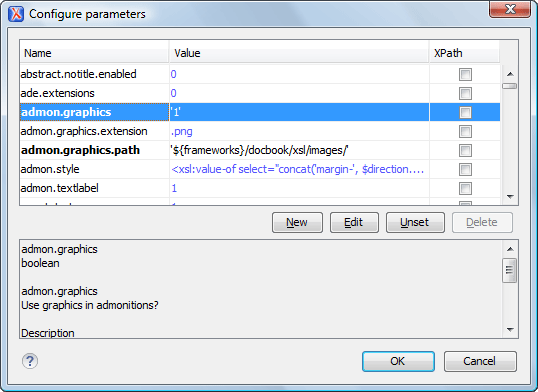 Configure parameters
Name Value XPath
abstract.notitle.enabled 0
ade.extensions 0
admon.graphics '1'
admon.graphics.extension .png
admon.graphics.path '${frameworks}/docbook/xsl/images/'
admon.style <xsl:value-of select="concat('margin-', $direction....
admon.textlabel 1
New Edit Unset Delete
admon.graphics
boolean
admon.graphics
Use graphics in admonitions?
Description
? OK Cancel